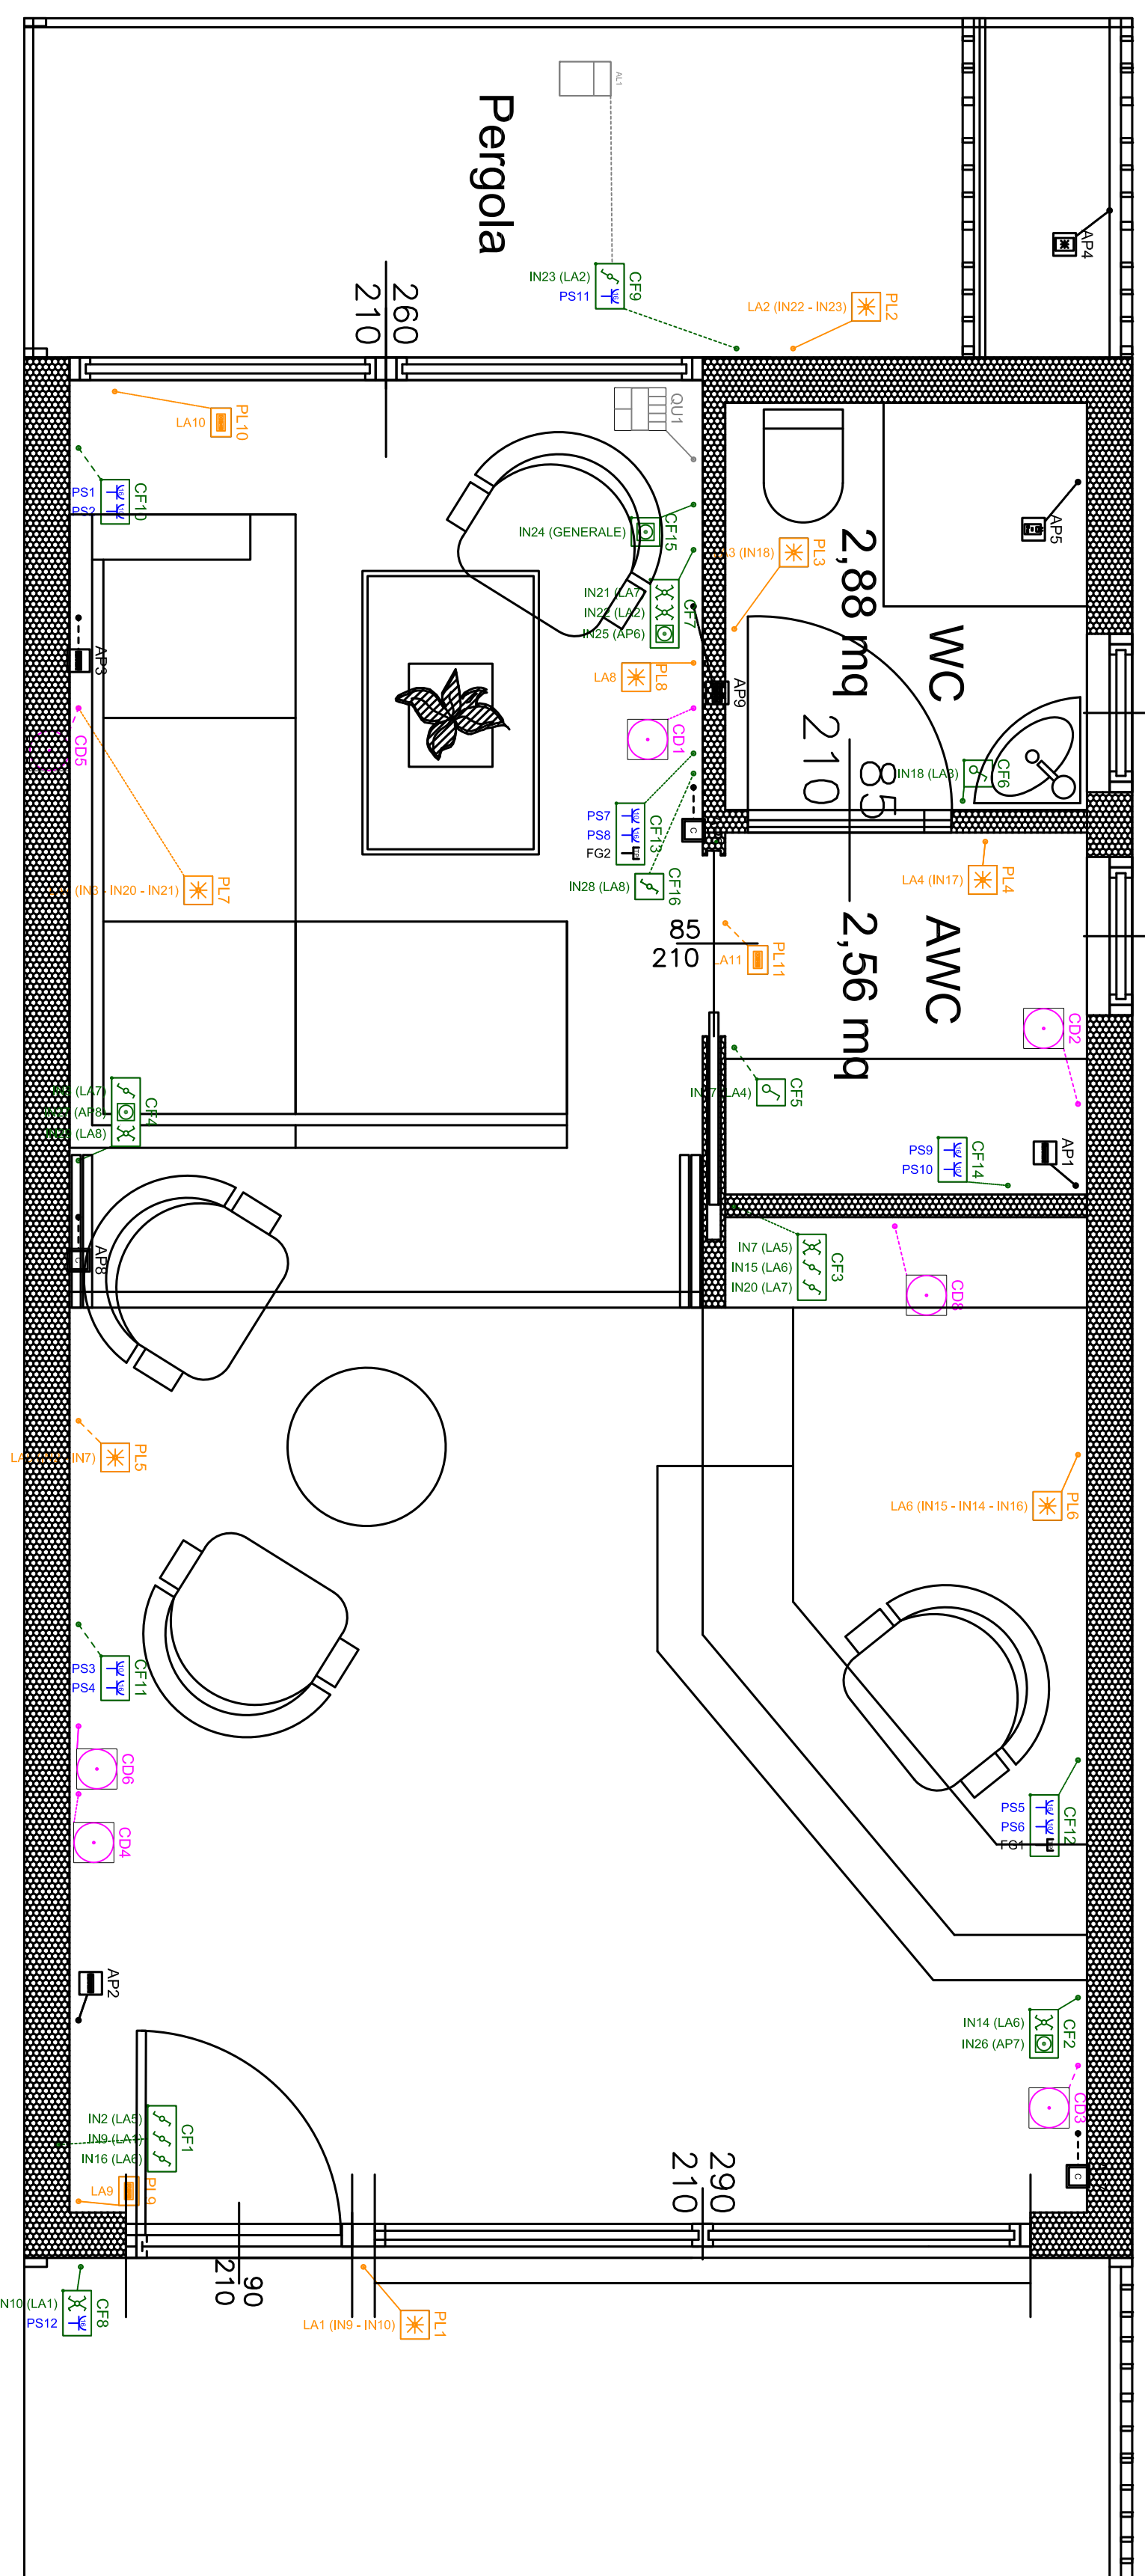 AL1
Pergola
AP4
CF9
IN23 (LA2)
PS11
PL2
LA2 (IN22 - IN23)
260
210
PL10
LA10
QU1
CF10
PS1
PS2
CF15
IN24 (GENERALE)
AP5
PL3
2,88 mq
WC
CF7
IN21 (LA7)
IN22 (LA2)
IN25 (AP6)
PL8
LA8
AP9
AP3
CD5
CD1
85
210
CF6
IN18 (LA3)
CF13
PS7
PS8
FG2
CF16
IN28 (LA8)
PL7
PL4
LA4 (IN17)
85
210
PL11
LA11
AWC
2,56 mq
CD2
CF5
CF4
AP1
CF14
PS9
PS10
CF3
IN7 (LA5)
IN15 (LA6)
IN20 (LA7)
AP8
CD8
PL5
PL6
LA6 (IN15 - IN14 - IN16)
CF11
PS3
PS4
CD6
CD4
CF12
PS5
PS6
FG1
AP2
CF2
IN14 (LA6)
IN26 (AP7)
CD3
C
CF1
IN2 (LA5)
IN9 (LA1)
IN16 (LA6)
PL9
LA9
290
210
90
210
CF8
IN10 (LA1)
PS12
PL1
LA1 (IN9 - IN10)